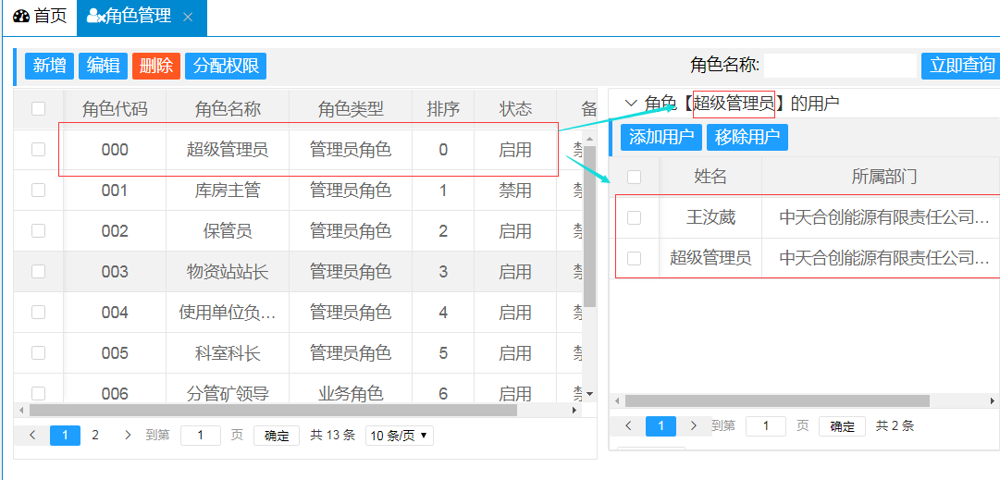 首页 角色管理
新增 编辑 删除 分配权限 角色名称: 立即查询
角色代码 角色名称 角色类型 排序 状态 备
000 超级管理员 管理员角色 0 启用 禁
001 库房主管 管理员角色 1 禁用 禁
002 保管员 管理员角色 2 启用 禁
003 物资站站长 管理员角色 3 启用 禁
004 使用单位负... 管理员角色 4 启用 禁
005 科室科长 管理员角色 5 启用 禁
006 分管矿领导 业务角色 6 启用 禁
1 2 到第 1 页 确定 共 13 条 10 条/页
角色【超级管理员】的用户
添加用户 移除用户
姓名 所属部门
王汝葳 中天合创能源有限责任公司...
超级管理员 中天合创能源有限责任公司...
1 到第 1 页 确定 共 2 条